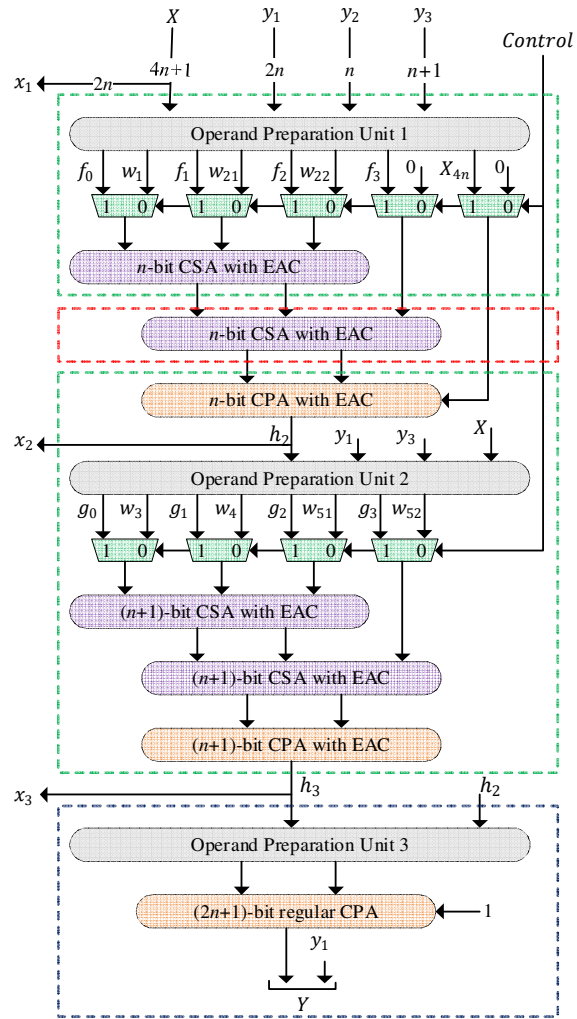 X y₁ y₂ y₃ Control
x₁ 2n 4n+1 2n n n+1
Operand Preparation Unit 1
f₀ w₁ f₁ w₂₁ f₂ w₂₂ f₃ 0 X₄ₙ 0
1 0 1 0 1 0 1 0 1 0
n-bit CSA with EAC
n-bit CSA with EAC
n-bit CPA with EAC
x₂ h₂ y₁ y₃ X
Operand Preparation Unit 2
g₀ w₃ g₁ w₄ g₂ w₅₁ g₃ w₅₂
1 0 1 0 1 0 1 0
(n+1)-bit CSA with EAC
(n+1)-bit CSA with EAC
(n+1)-bit CPA with EAC
x₃ h₃ h₂
Operand Preparation Unit 3
(2n+1)-bit regular CPA 1
y₁
Y